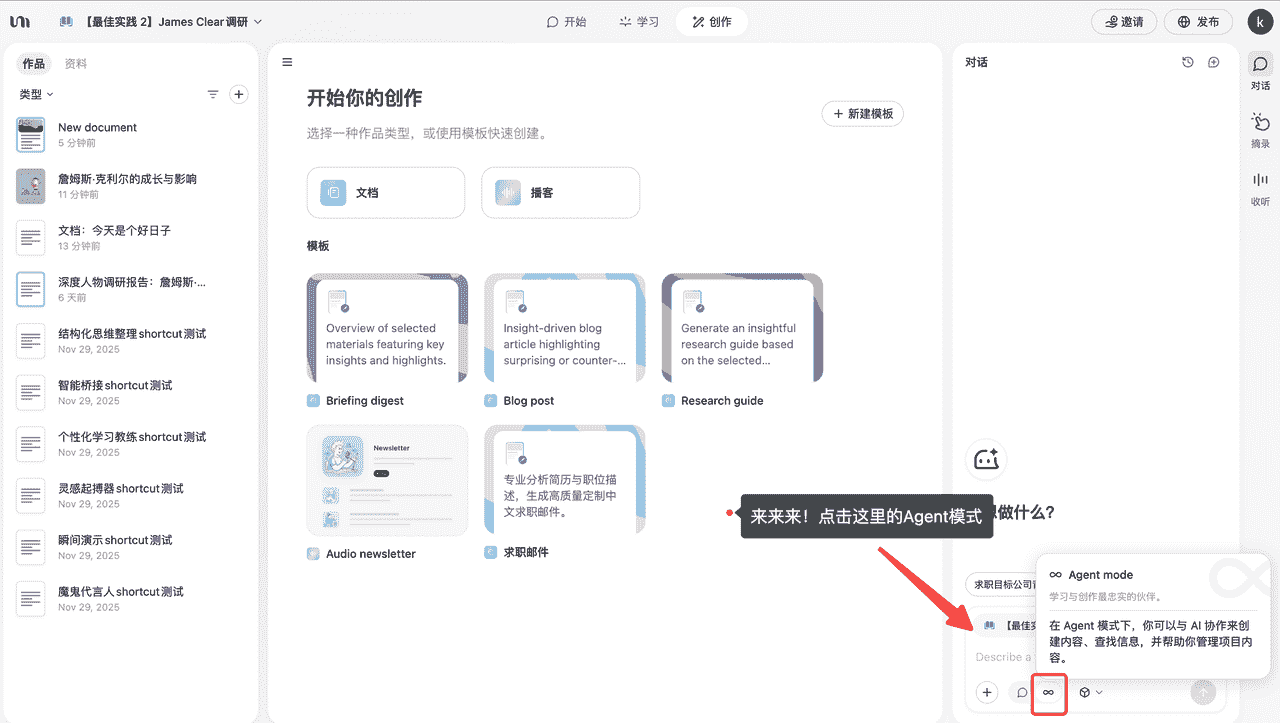 【最佳实践 2】James Clear调研
开始
学习
创作
邀请
发布
k
作品
资料
类型
New document
5 分钟前
詹姆斯·克利尔的成长与影响
11 分钟前
文档：今天是个好日子
13 分钟前
深度人物调研报告：詹姆斯·...
6 天前
结构化思维整理shortcut测试
Nov 29, 2025
智能桥接shortcut测试
Nov 29, 2025
个性化学习教练shortcut测试
Nov 29, 2025
灵感起搏器shortcut测试
Nov 29, 2025
瞬间演示shortcut测试
Nov 29, 2025
魔鬼代言人shortcut测试
Nov 29, 2025
开始你的创作
选择一种作品类型，或使用模板快速创建。
新建模板
文档
播客
模板
Overview of selected
materials featuring key
insights and highlights.
Briefing digest
Insight-driven blog
article highlighting
surprising or counter-...
Blog post
Generate an insightful
research guide based
on the selected...
Research guide
Newsletter
Audio newsletter
专业分析简历与职位描
述，生成高质量定制中
文求职邮件。
求职邮件
对话
对话
摘录
收听
来来来！点击这里的Agent模式
做什么？
求职目标公司
Agent mode
学习与创作最忠实的伙伴。
在 Agent 模式下，你可以与 AI 协作来创
建内容、查找信息，并帮助你管理项目内
容。
【最佳实
Describe a